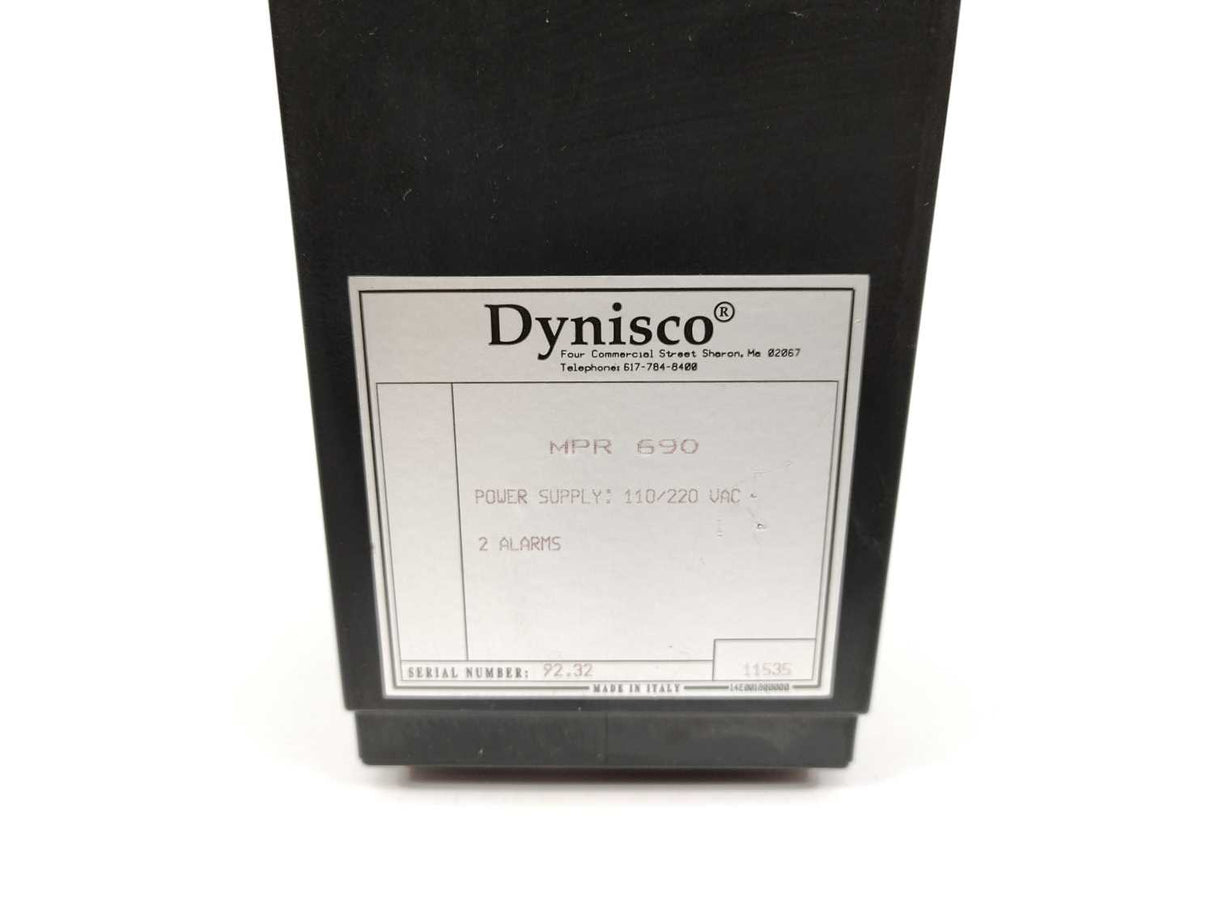 Dynisco®
Four Commercial Street Sharon, Ma 02067
Telephone: 617-784-8400
MPR 690
POWER SUPPLY: 110/220 VAC
2 ALARMS
SERIAL NUMBER: 92.32
11535
MADE IN ITALY